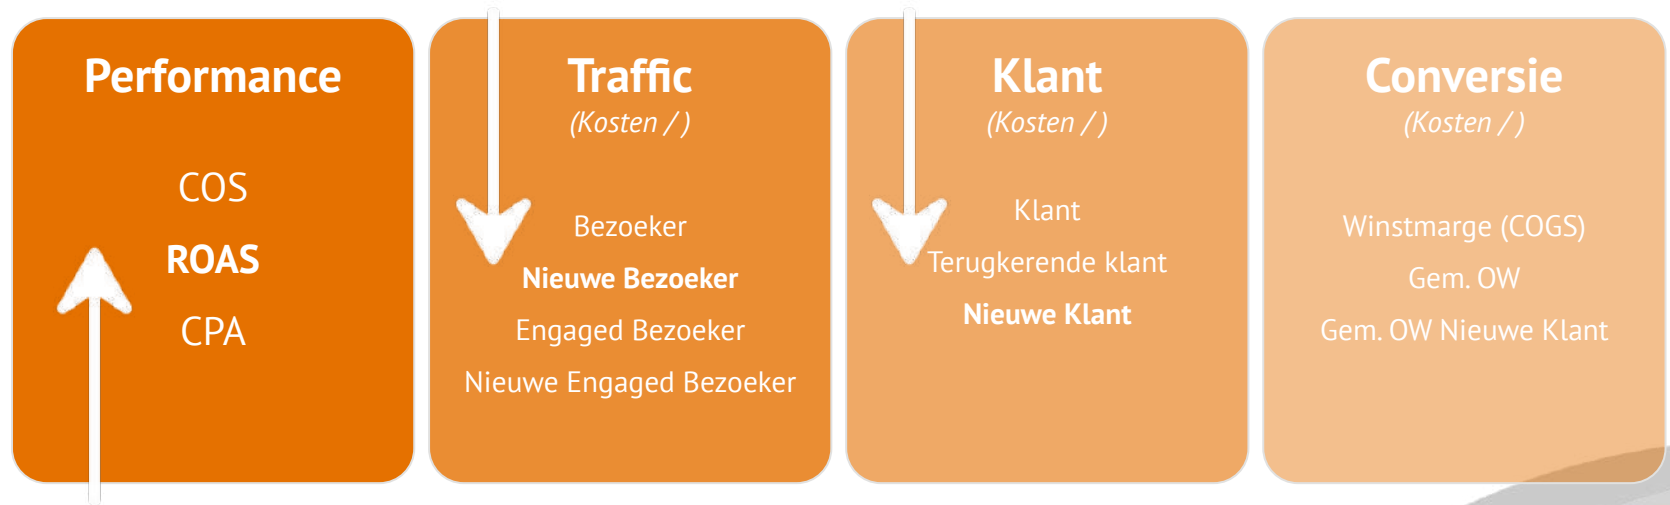 Performance
COS
ROAS
CPA
Traffic
(Kosten / )
Bezoeker
Nieuwe Bezoeker
Engaged Bezoeker
Nieuwe Engaged Bezoeker
Klant
(Kosten / )
Klant
Terugkerende klant
Nieuwe Klant
Conversie
(Kosten / )
Winstmarge (COGS)
Gem. OW
Gem. OW Nieuwe Klant